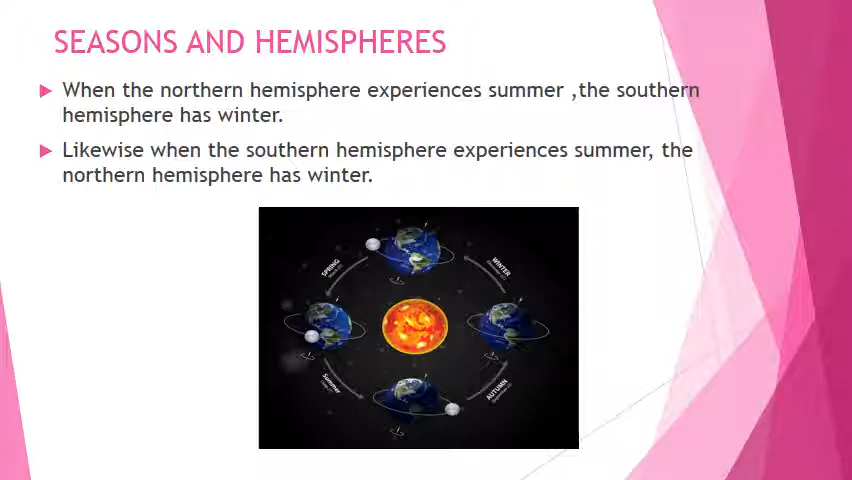 SEASONS AND HEMISPHERES
When the northern hemisphere experiences summer ,the southern
hemisphere has winter.
Likewise when the southern hemisphere experiences summer, the
northern hemisphere has winter.
SPRING
WINTER
Summer
AUTUMN